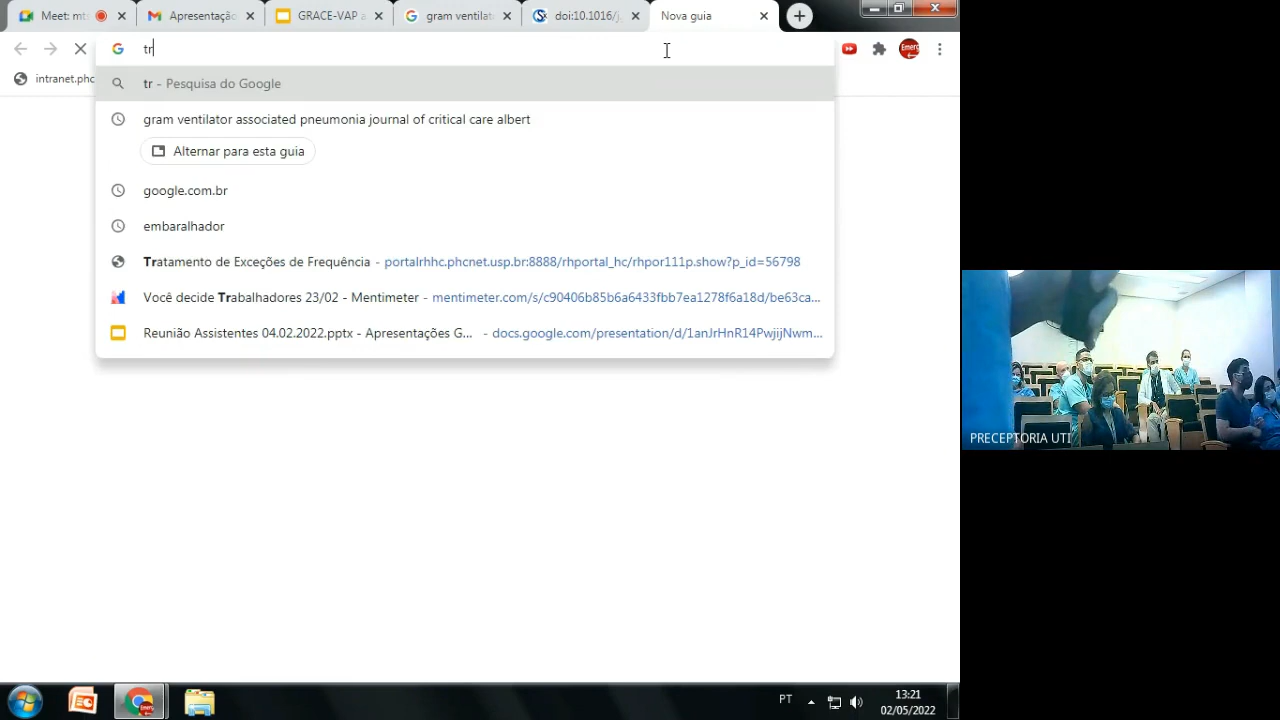 Meet: mt
Apresentação
GRACE-VAP a
gram ventilat
doi:10.1016/j.
Nova guia
tr
Emerg
intranet.phc
tr - Pesquisa do Google
gram ventilator associated pneumonia journal of critical care albert
Alternar para esta guia
google.com.br
embaralhador
Tratamento de Exceções de Frequência - portalrhhc.phcnet.usp.br:8888/rhportal_hc/rhpor111p.show?p_id=56798
Você decide Trabalhadores 23/02 - Mentimeter - mentimeter.com/s/c90406b85b6a6433fbb7ea1278f6a18d/be63ca...
Reunião Assistentes 04.02.2022.pptx - Apresentações G... - docs.google.com/presentation/d/1anJrHnR14PwjijNwm...
PRECEPTORIA UTI
PT
13:21
02/05/2022